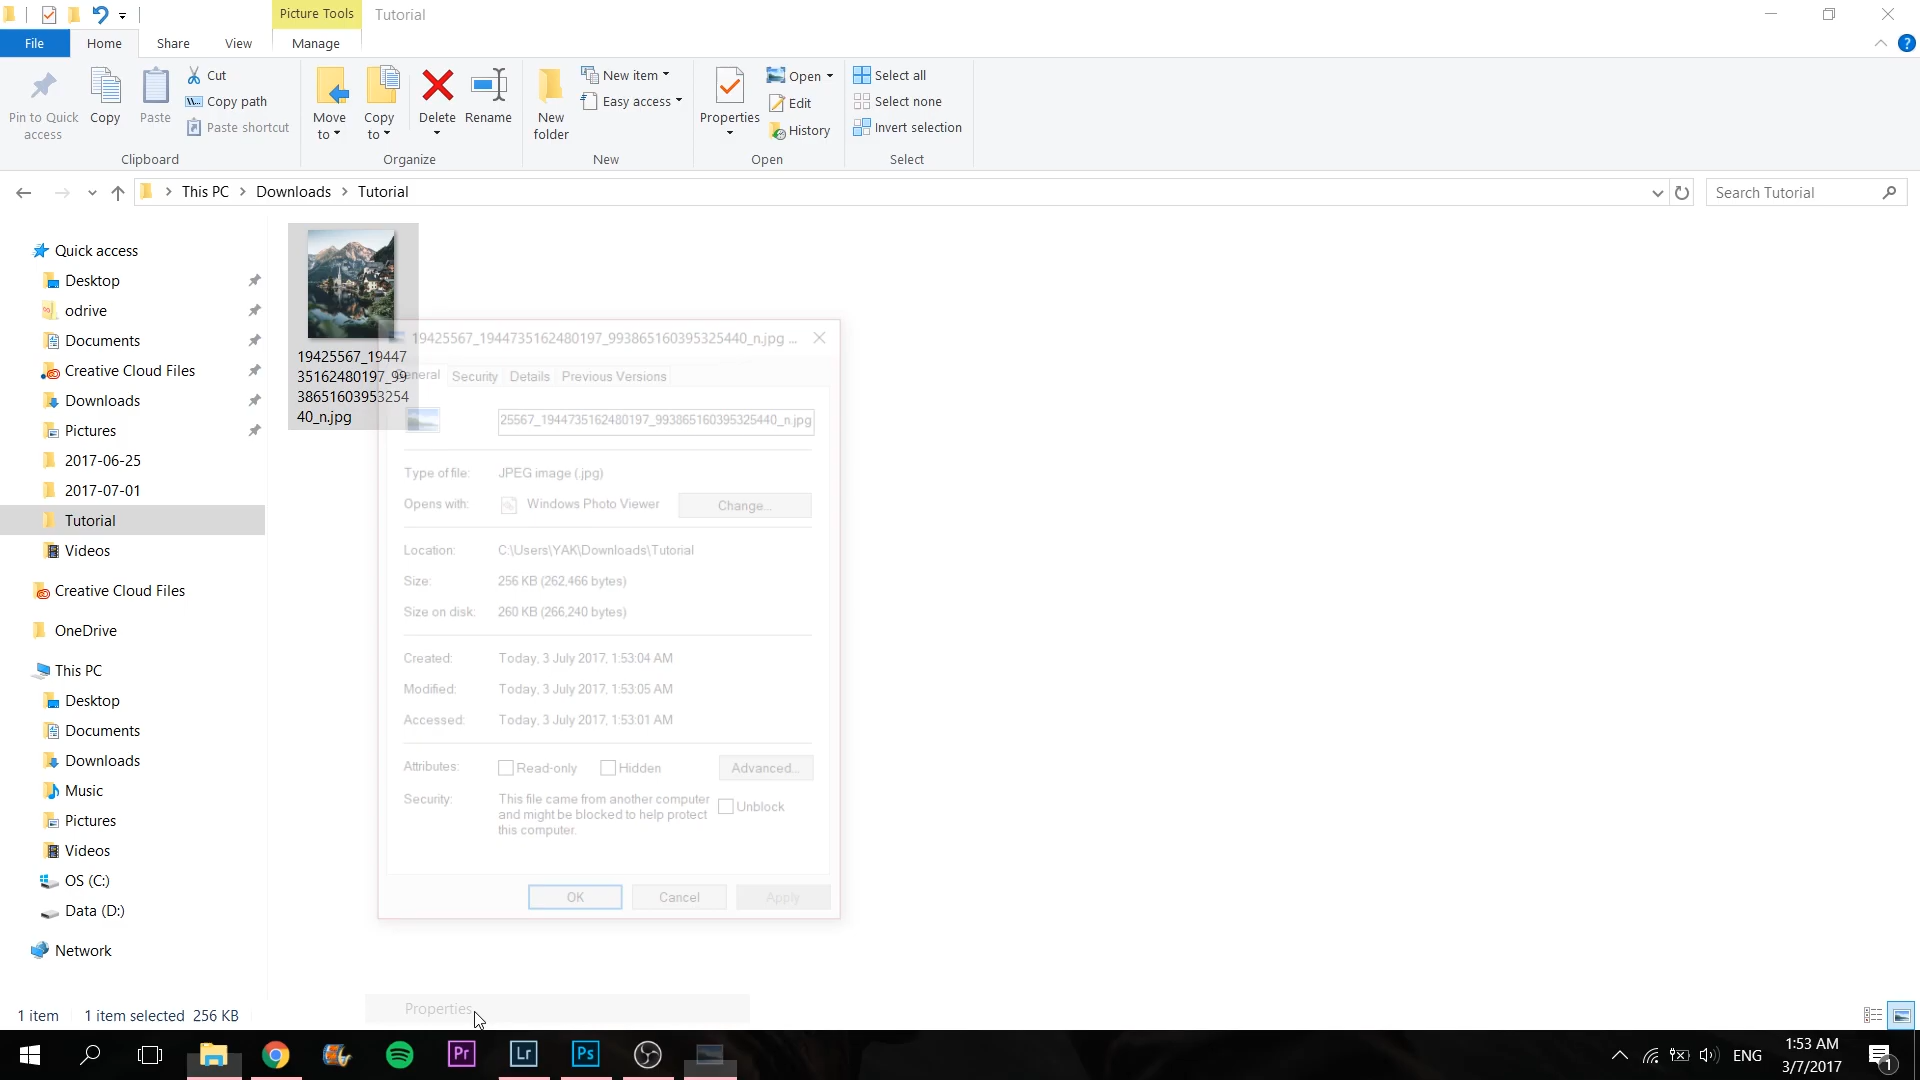 Picture Tools
Tutorial
File
Home
Share
View
Manage
Pin to Quick
access
Copy
Paste
Cut
Copy path
Paste shortcut
Clipboard
Move
to
Copy
to
Delete
Rename
Organize
New
folder
New item
Easy access
New
Properties
Open
Edit
History
Open
Select all
Select none
Invert selection
Select
This PC
Downloads
Tutorial
Search Tutorial
Quick access
Desktop
odrive
Documents
Creative Cloud Files
Downloads
Pictures
2017-06-25
2017-07-01
Tutorial
Videos
Creative Cloud Files
OneDrive
This PC
Desktop
Documents
Downloads
Music
Pictures
Videos
OS (C:)
Data (D:)
Network
19425567_19447
35162480197_99
38651603953254
40_n.jpg
19425567_1944735162480197_993865160395325440_n.jpg ...
General
Security
Details
Previous Versions
25567_1944735162480197_993865160395325440_n.jpg
Type of file:
JPEG image (.jpg)
Opens with:
Windows Photo Viewer
Change...
Location:
C:\Users\YAK\Downloads\Tutorial
Size:
256 KB (262,466 bytes)
Size on disk:
260 KB (266,240 bytes)
Created:
Today, 3 July 2017, 1:53:04 AM
Modified:
Today, 3 July 2017, 1:53:05 AM
Accessed:
Today, 3 July 2017, 1:53:01 AM
Attributes:
Read-only
Hidden
Advanced...
Security:
This file came from another computer
and might be blocked to help protect
this computer.
Unblock
OK
Cancel
Apply
Properties
1 item
1 item selected 256 KB
Pr
Lr
Ps
ENG
1:53 AM
3/7/2017
1